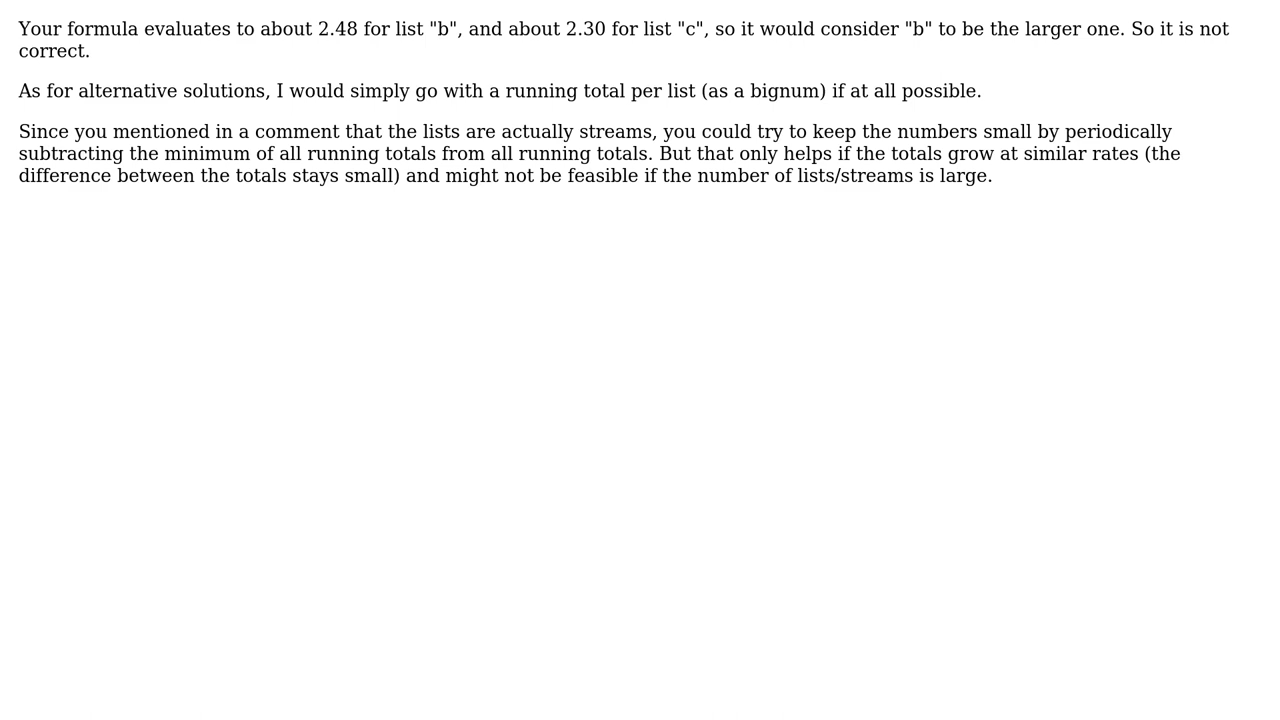 Your formula evaluates to about 2.48 for list "b", and about 2.30 for list "c", so it would consider "b" to be the larger one. So it is not
correct.
As for alternative solutions, I would simply go with a running total per list (as a bignum) if at all possible.
Since you mentioned in a comment that the lists are actually streams, you could try to keep the numbers small by periodically
subtracting the minimum of all running totals from all running totals. But that only helps if the totals grow at similar rates (the
difference between the totals stays small) and might not be feasible if the number of lists/streams is large.